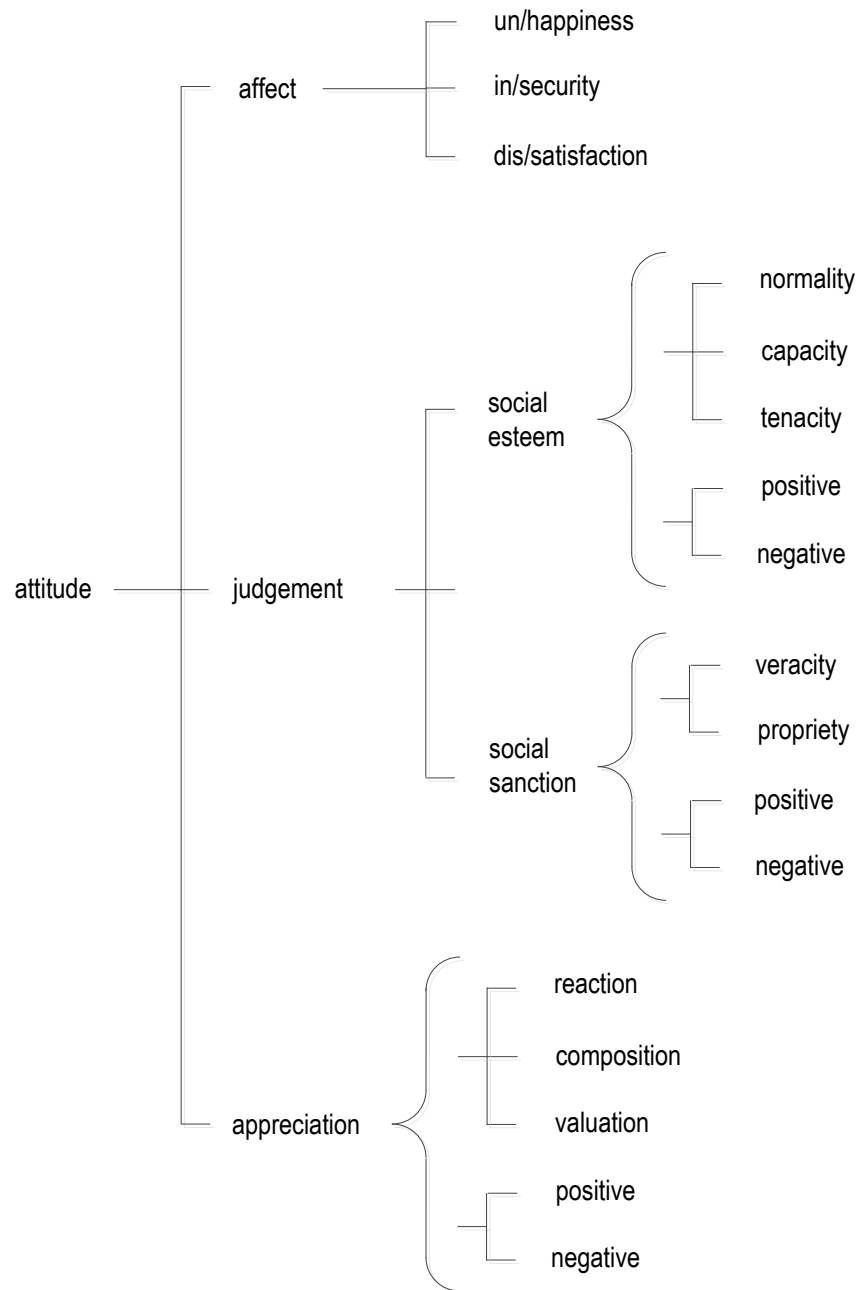 un/happiness
affect
in/security
dis/satisfaction
normality
capacity
social
esteem
tenacity
positive
negative
attitude
judgement
veracity
propriety
social
sanction
positive
negative
reaction
composition
appreciation
valuation
positive
negative